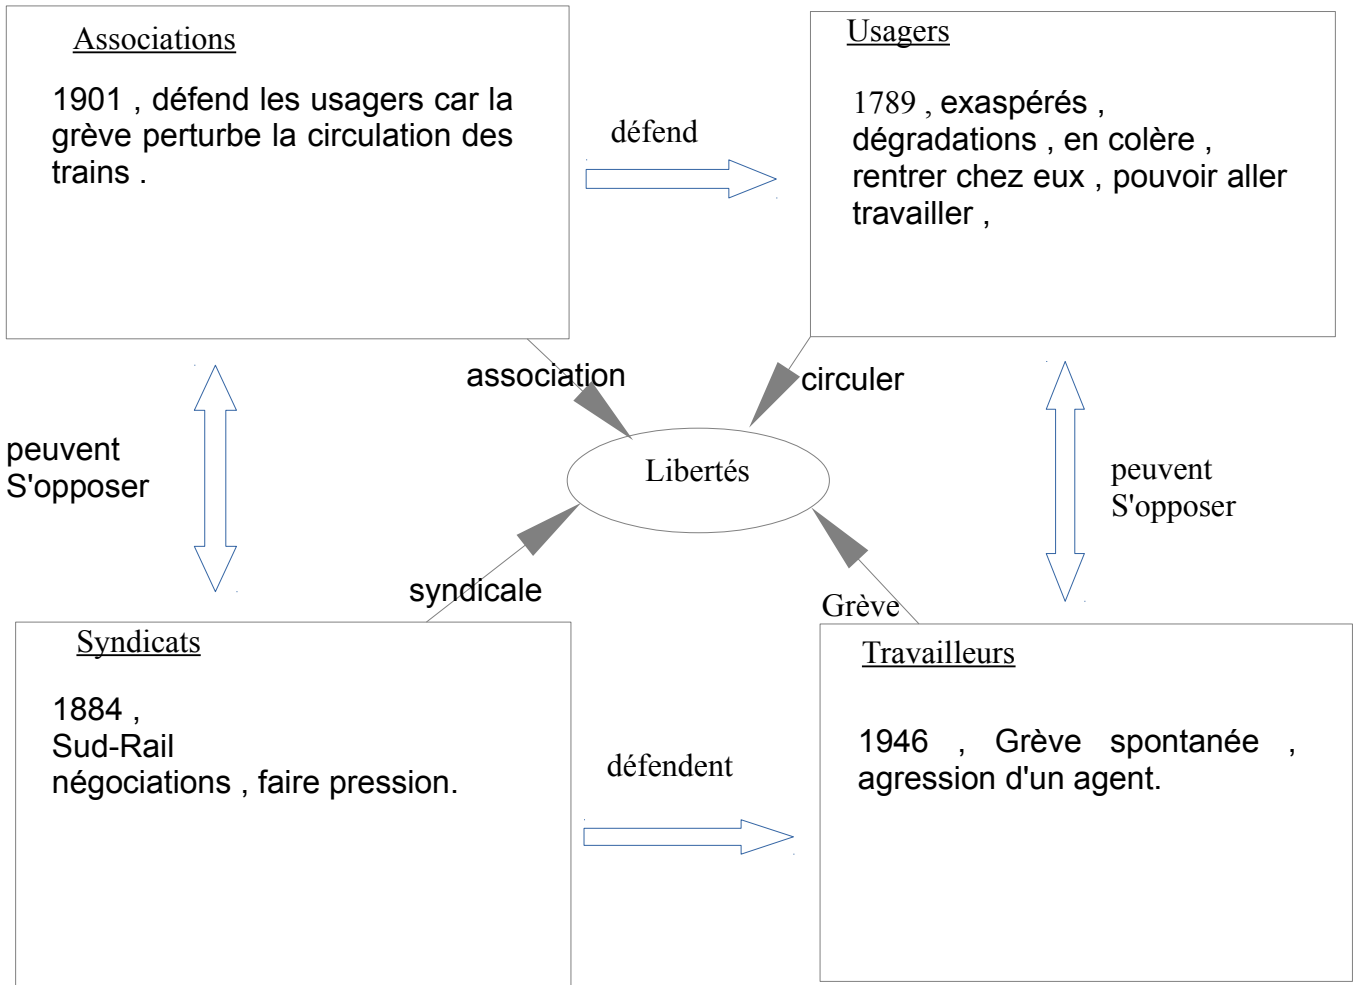 Associations
1901 , défend les usagers car la
grève perturbe la circulation des
trains .
défend
Usagers
1789 , exaspérés ,
dégradations , en colère ,
rentrer chez eux , pouvoir aller
travailler ,
association
circuler
peuvent
S'opposer
Libertés
peuvent
S'opposer
syndicale
Grève
Syndicats
1884 ,
Sud-Rail
négociations , faire pression.
défendent
Travailleurs
1946 , Grève spontanée ,
agression d'un agent.